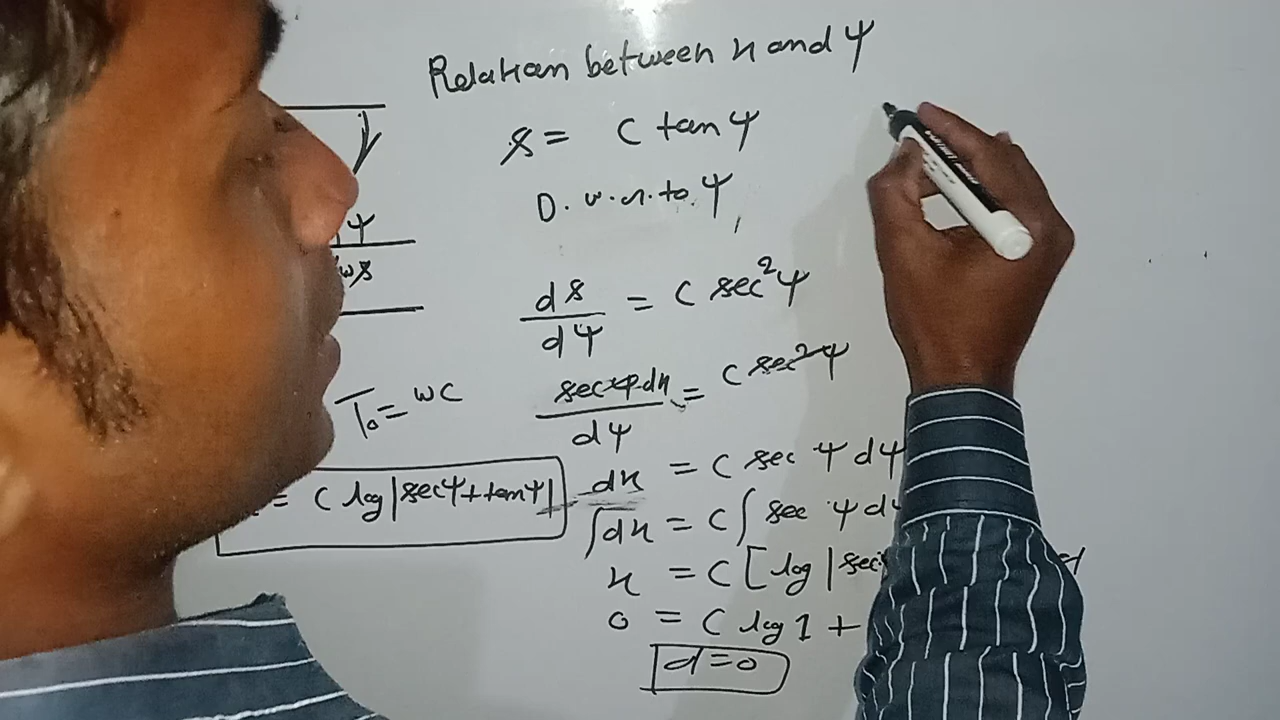 Relation between x and ψ
s = c tan ψ
D. w.r.to ψ,
ds/dψ = c sec²ψ
sec ψ dx/dψ = c sec²ψ
dx = c sec ψ dψ
∫dx = c∫ sec ψ dψ
x = c[log|sec
0 = c log 1 +
d=0
ψ
ws
T₀= wc
= c log|secψ+tanψ|